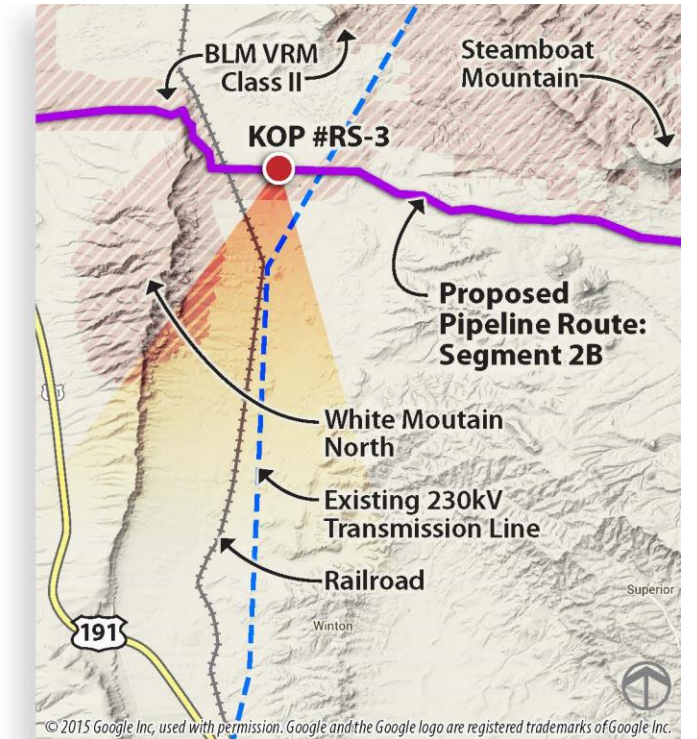 BLM VRM
Class II
Steamboat
Mountain
KOP #RS-3
Proposed
Pipeline Route:
Segment 2B
White Moutain
North
Existing 230kV
Transmission Line
Railroad
Superior
191
Winton
© 2015 Google Inc, used with permission. Google and the Google logo are registered trademarks of Google Inc.